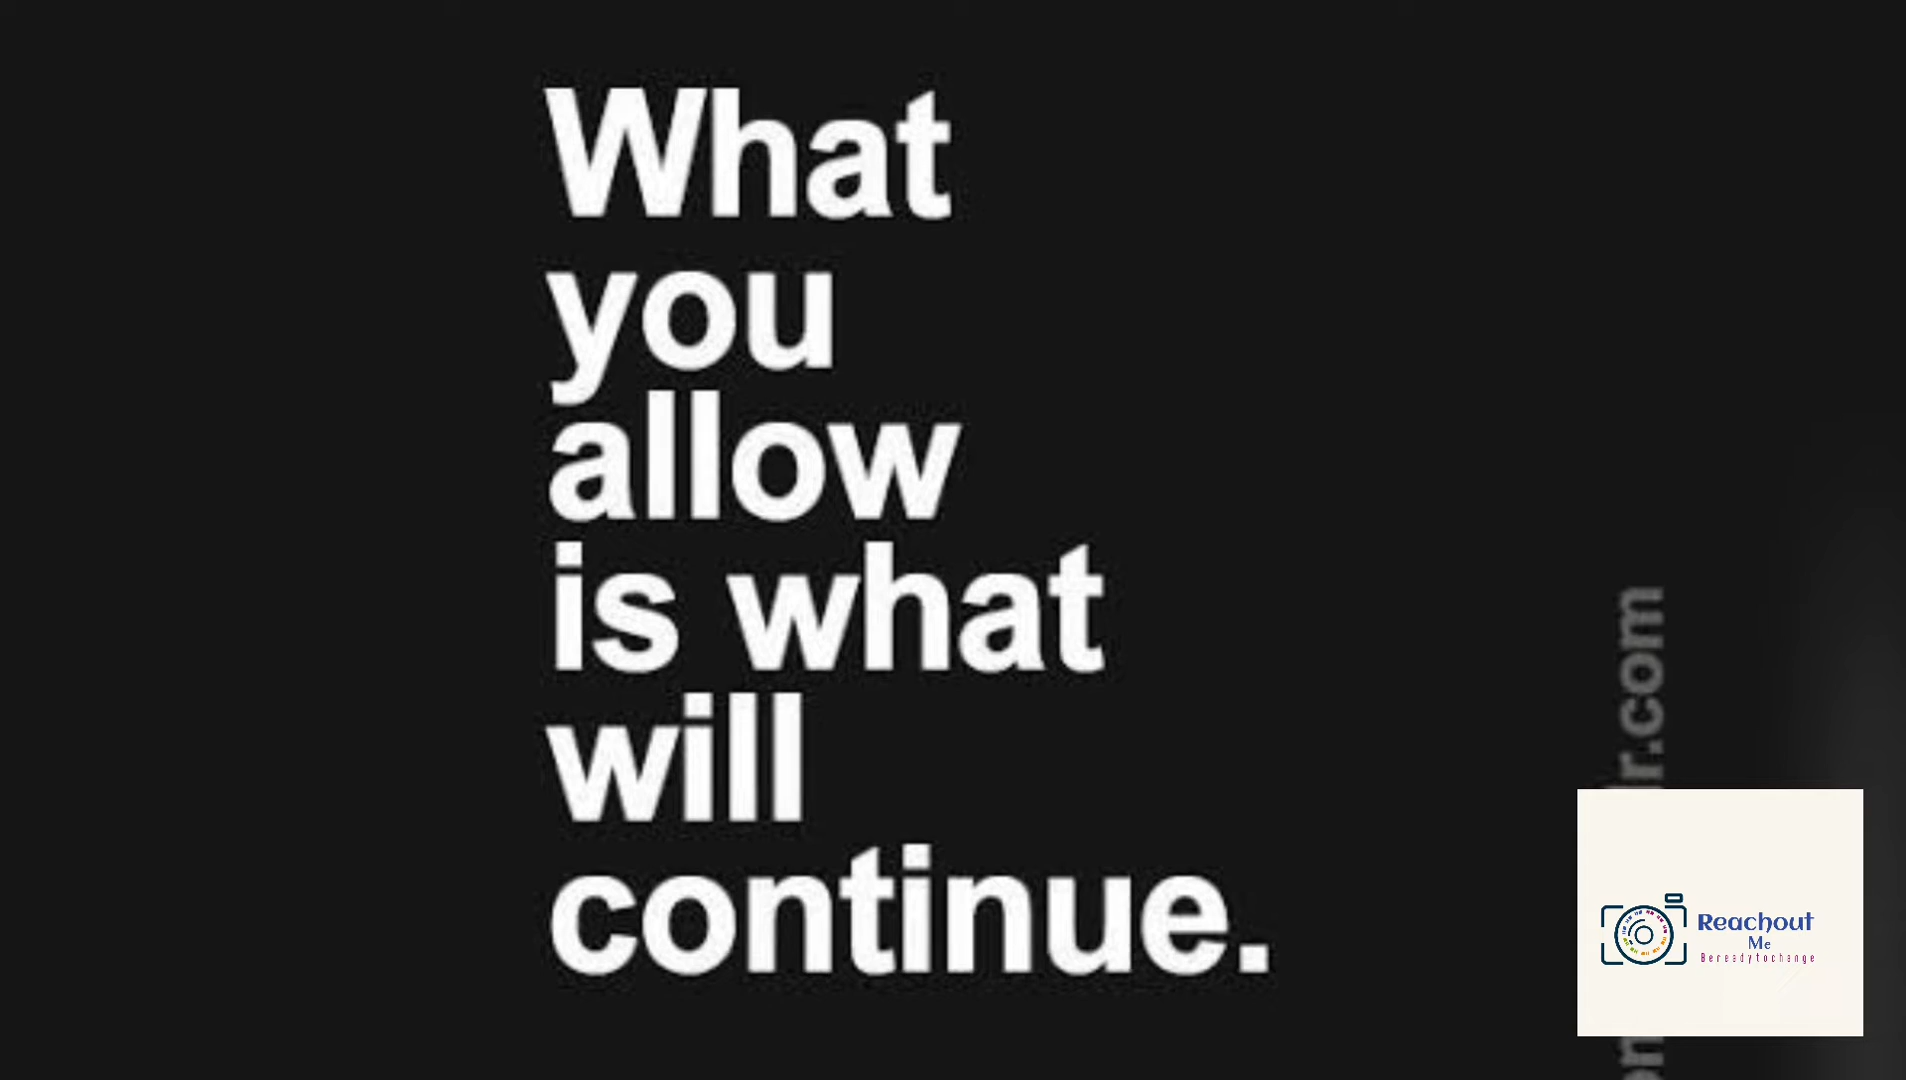 What
you
allow
is what
will
continue.
Reachout
Me
Bereadytochange